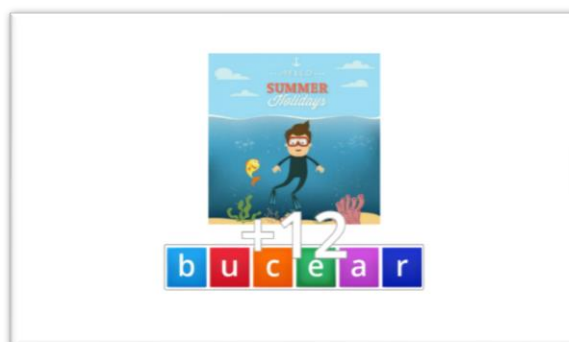 HELLO
SUMMER
Holidays
+12
bucear